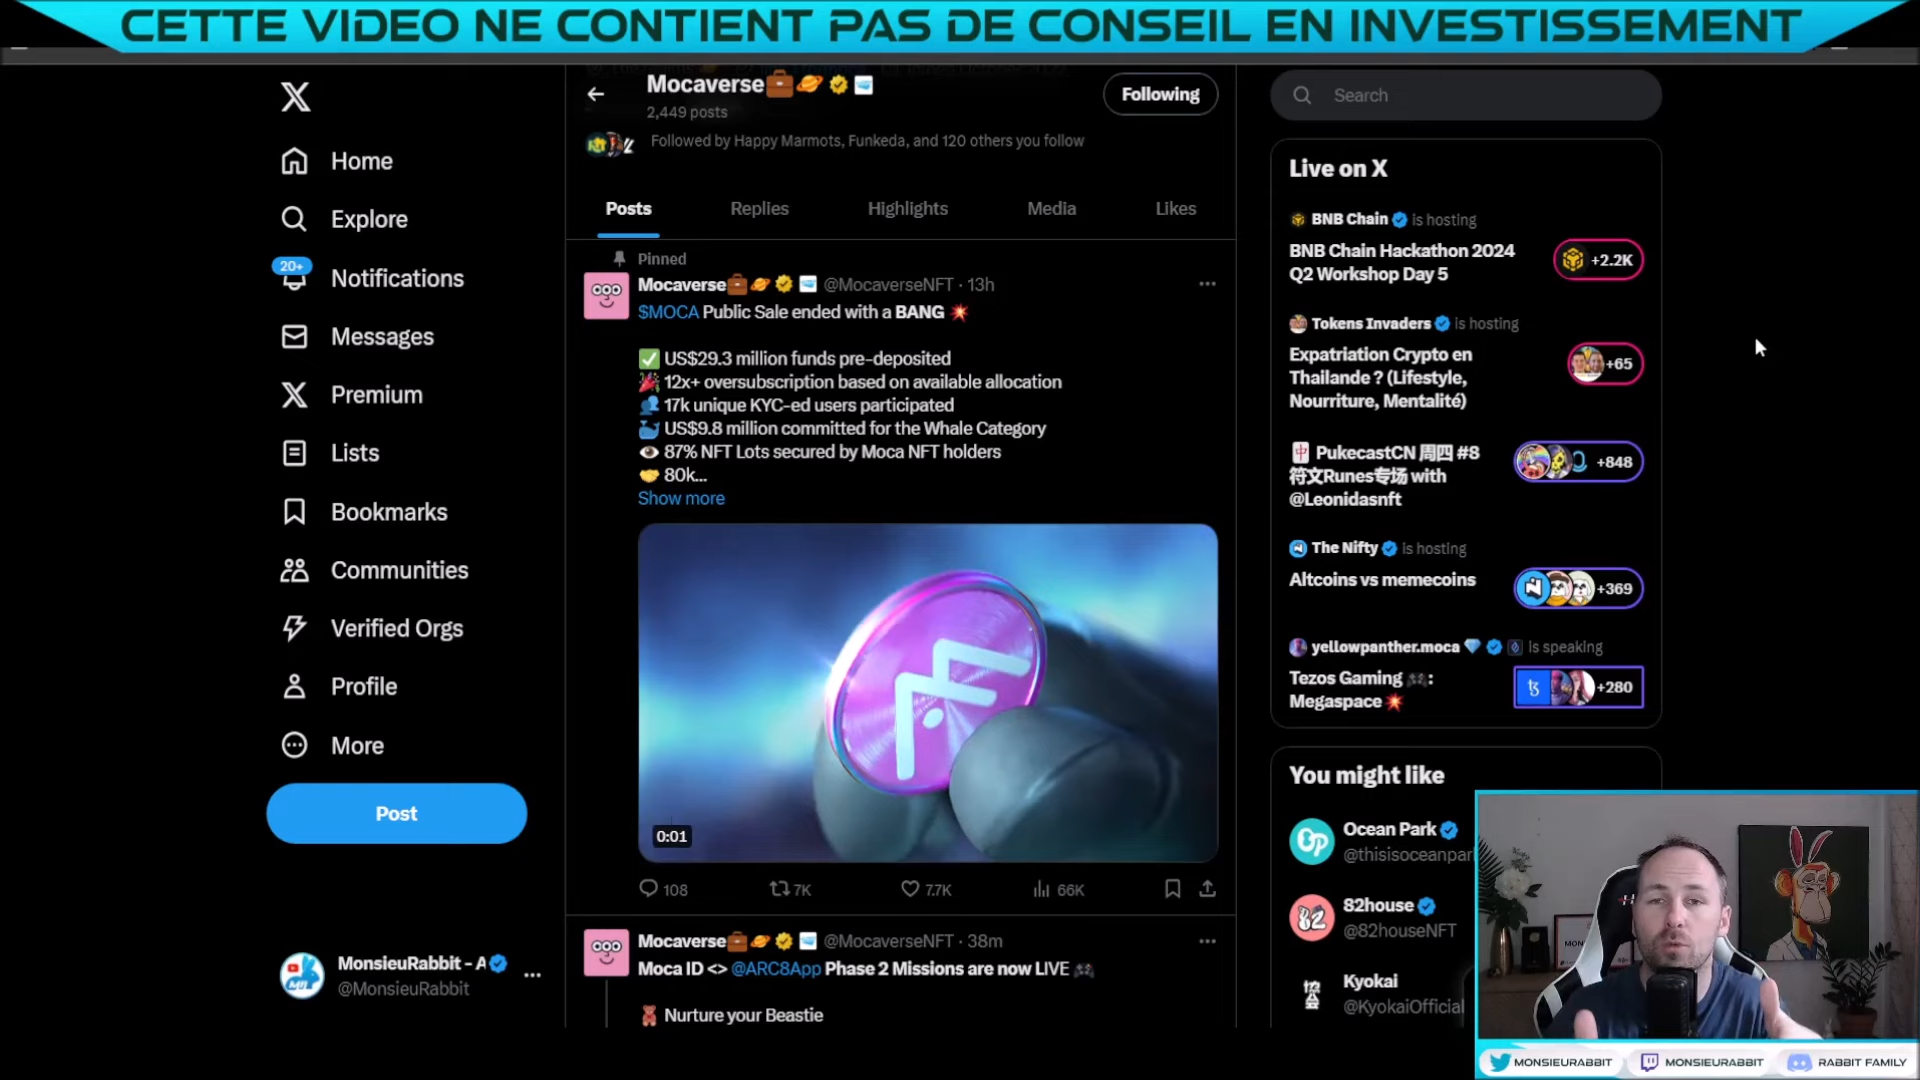 CETTE VIDEO NE CONTIENT PAS DE CONSEIL EN INVESTISSEMENT
Mocaverse
2,449 posts
Following
Followed by Happy Marmots, Funkeda, and 120 others you follow
Posts
Replies
Highlights
Media
Likes
Home
Explore
20+
Notifications
Messages
Premium
Lists
Bookmarks
Communities
Verified Orgs
Profile
More
Post
MonsieuRabbit - A
@MonsieuRabbit
Pinned
Mocaverse @MocaverseNFT · 13h
$MOCA Public Sale ended with a BANG
US$29.3 million funds pre-deposited
12x+ oversubscription based on available allocation
17k unique KYC-ed users participated
US$9.8 million committed for the Whale Category
87% NFT Lots secured by Moca NFT holders
80k...
Show more
0:01
108
7K
7.7K
66K
Mocaverse @MocaverseNFT · 38m
Moca ID <> @ARC8App Phase 2 Missions are now LIVE
Nurture your Beastie
Search
Live on X
BNB Chain is hosting
BNB Chain Hackathon 2024
Q2 Workshop Day 5
+2.2K
Tokens Invaders is hosting
Expatriation Crypto en
Thailande ? (Lifestyle,
Nourriture, Mentalité)
+65
PukecastCN 周四 #8
符文Runes专场 with
@Leonidasnft
+848
The Nifty is hosting
Altcoins vs memecoins
+369
yellowpanther.moca is speaking
Tezos Gaming :
Megaspace
+280
You might like
Ocean Park
@thisisoceanpar
82house
@82houseNFT
Kyokai
@KyokaiOfficial
MONSIEURABBIT
MONSIEURABBIT
RABBIT FAMILY